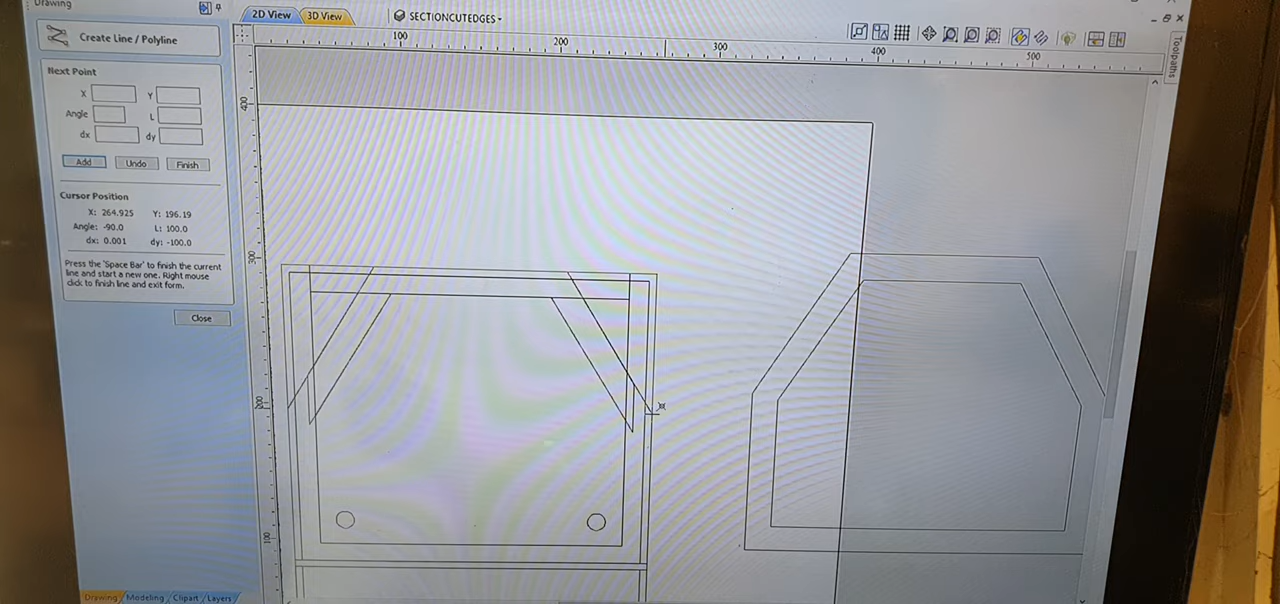 Drawing
2D View 3D View SECTIONCUTEDGES
Create Line / Polyline
100 200 300 400 500
Toolpaths
Next Point
X Y
Angle L
dx dy
Add Undo Finish
Cursor Position
X: 264.925 Y: 196.19
Angle: -90.0 L: 100.0
dx: 0.001 dy: -100.0
Press the 'Space Bar' to finish the current
line and start a new one. Right mouse
click to finish line and exit form.
Close
400
300
200
100
Drawing Modeling Clipart Layers